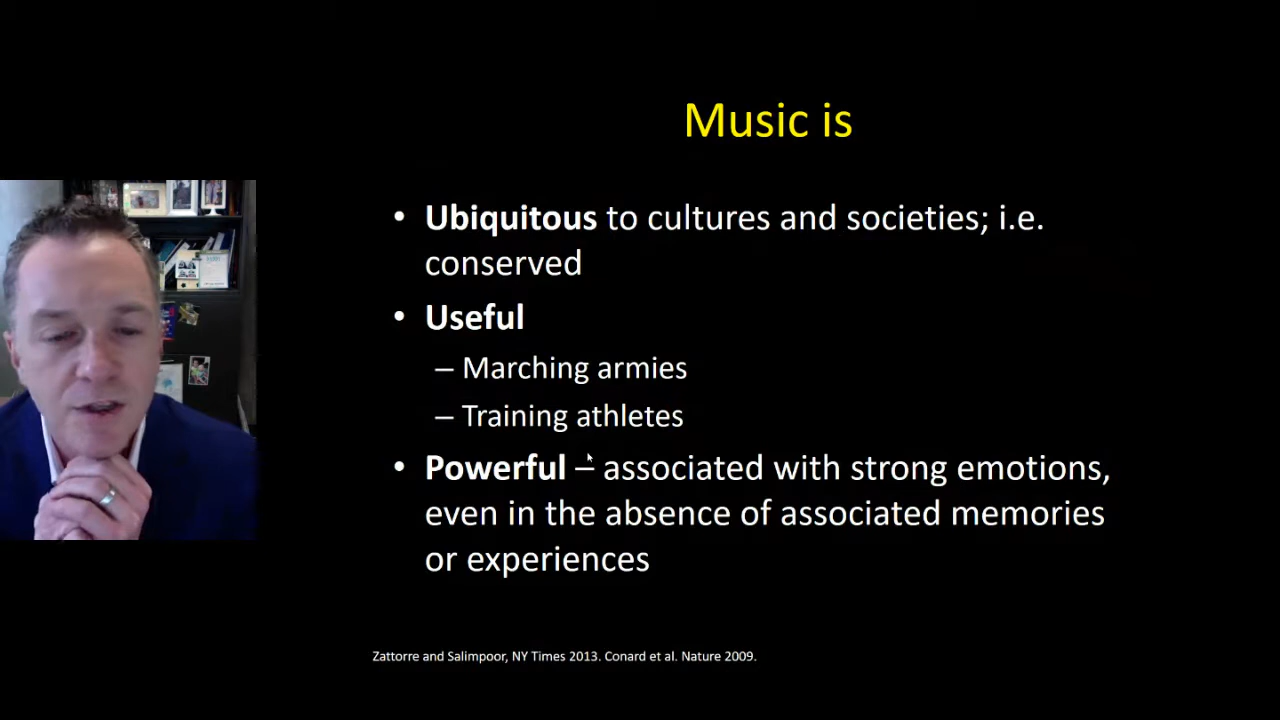 Music is
• Ubiquitous to cultures and societies; i.e.
conserved
• Useful
– Marching armies
– Training athletes
• Powerful – associated with strong emotions,
even in the absence of associated memories
or experiences
Zattorre and Salimpoor, NY Times 2013. Conard et al. Nature 2009.